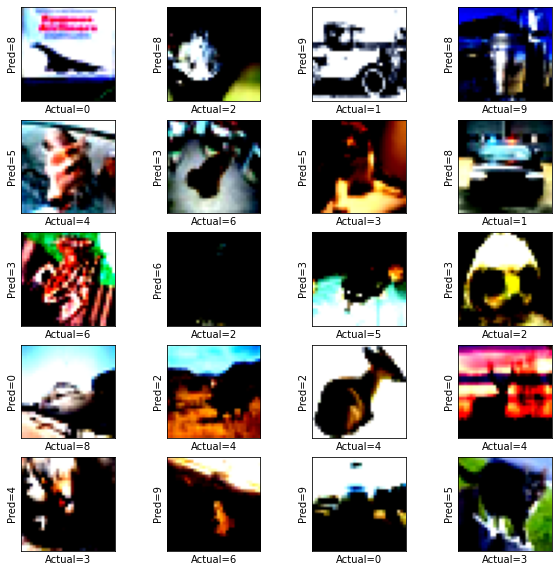 Pred=8
Actual=0
Pred=8
Actual=2
Pred=9
Actual=1
Pred=8
Actual=9
Pred=5
Actual=4
Pred=3
Actual=6
Pred=3
Actual=3
Pred=8
Actual=1
Pred=3
Actual=6
Pred=6
Actual=2
Pred=3
Actual=5
Pred=3
Actual=2
Pred=0
Actual=8
Pred=2
Actual=4
Pred=2
Actual=4
Pred=0
Actual=4
Pred=4
Actual=3
Pred=9
Actual=6
Pred=3
Actual=0
Pred=5
Actual=3